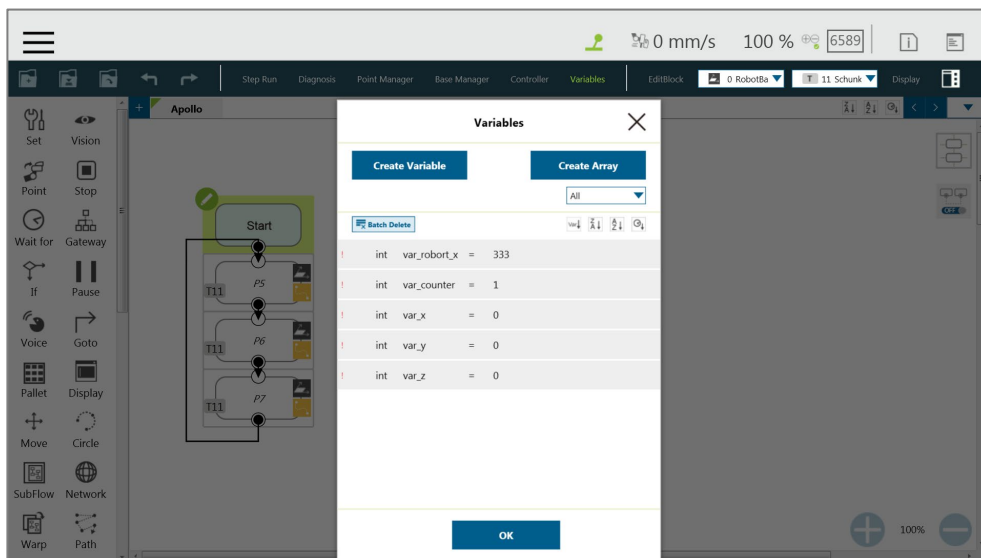 0 mm/s 100 % 6589
Step Run Diagnosis Point Manager Base Manager Controller Variables EditBlock 0 RobotBa T 11 Schunk Display
+ Apollo
Set Vision
Point Stop
Wait for Gateway
If Pause
Voice Goto
Pallet Display
Move Circle
SubFlow Network
Warp Path
Start
P5
T11
P6
T11
P7
T11
Variables
Create Variable Create Array
All
Batch Delete
! int var_robort_x = 333
! int var_counter = 1
! int var_x = 0
! int var_y = 0
! int var_z = 0
OK
OFF
100%